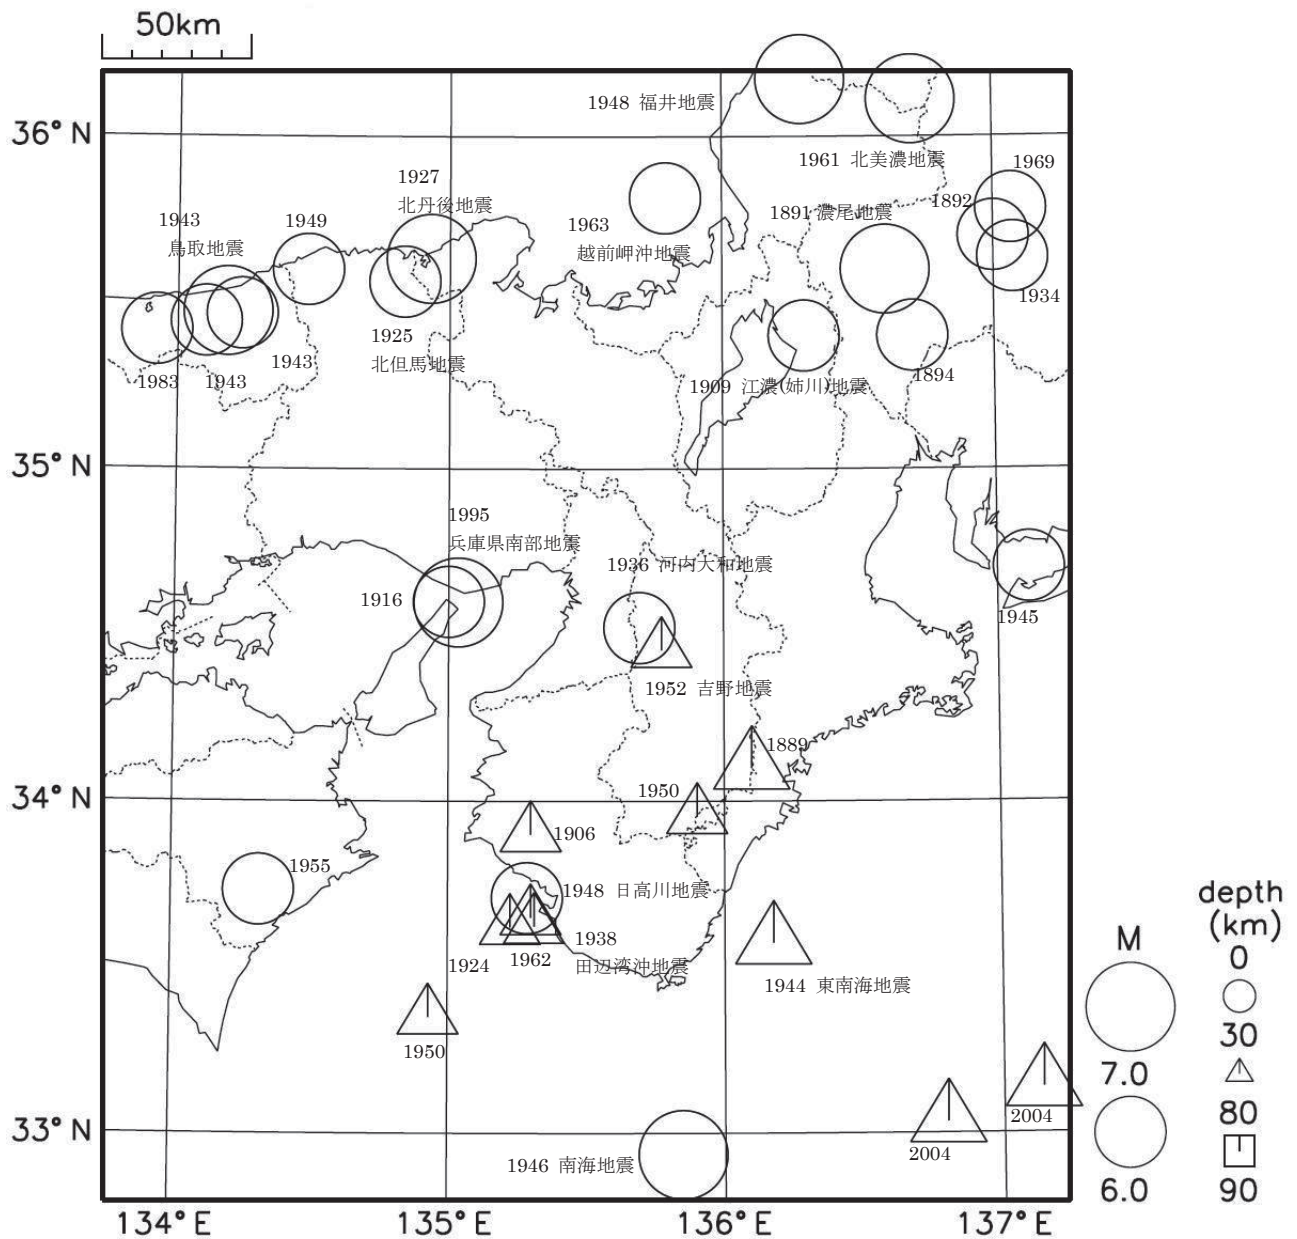 50km
36°N
1948 福井地震
1961 北美濃地震
1969
1927
北丹後地震
1892
1943
鳥取地震
1949
1963
越前岬沖地震
1891 濃尾地震
1934
1925
北但馬地震
1983
1943
1943
1909 江濃(姉川)地震
1894
35°N
1995
兵庫県南部地震
1936 河内大和地震
1916
1945
1952 吉野地震
1889
34°N
1950
1906
1955
1948 日高川地震
1938
田辺湾沖地震
1924
1962
1944 東南海地震
1950
33°N
2004
2004
1946 南海地震
134°E
135°E
136°E
137°E
M
7.0
6.0
depth
(km)
0
30
80
90